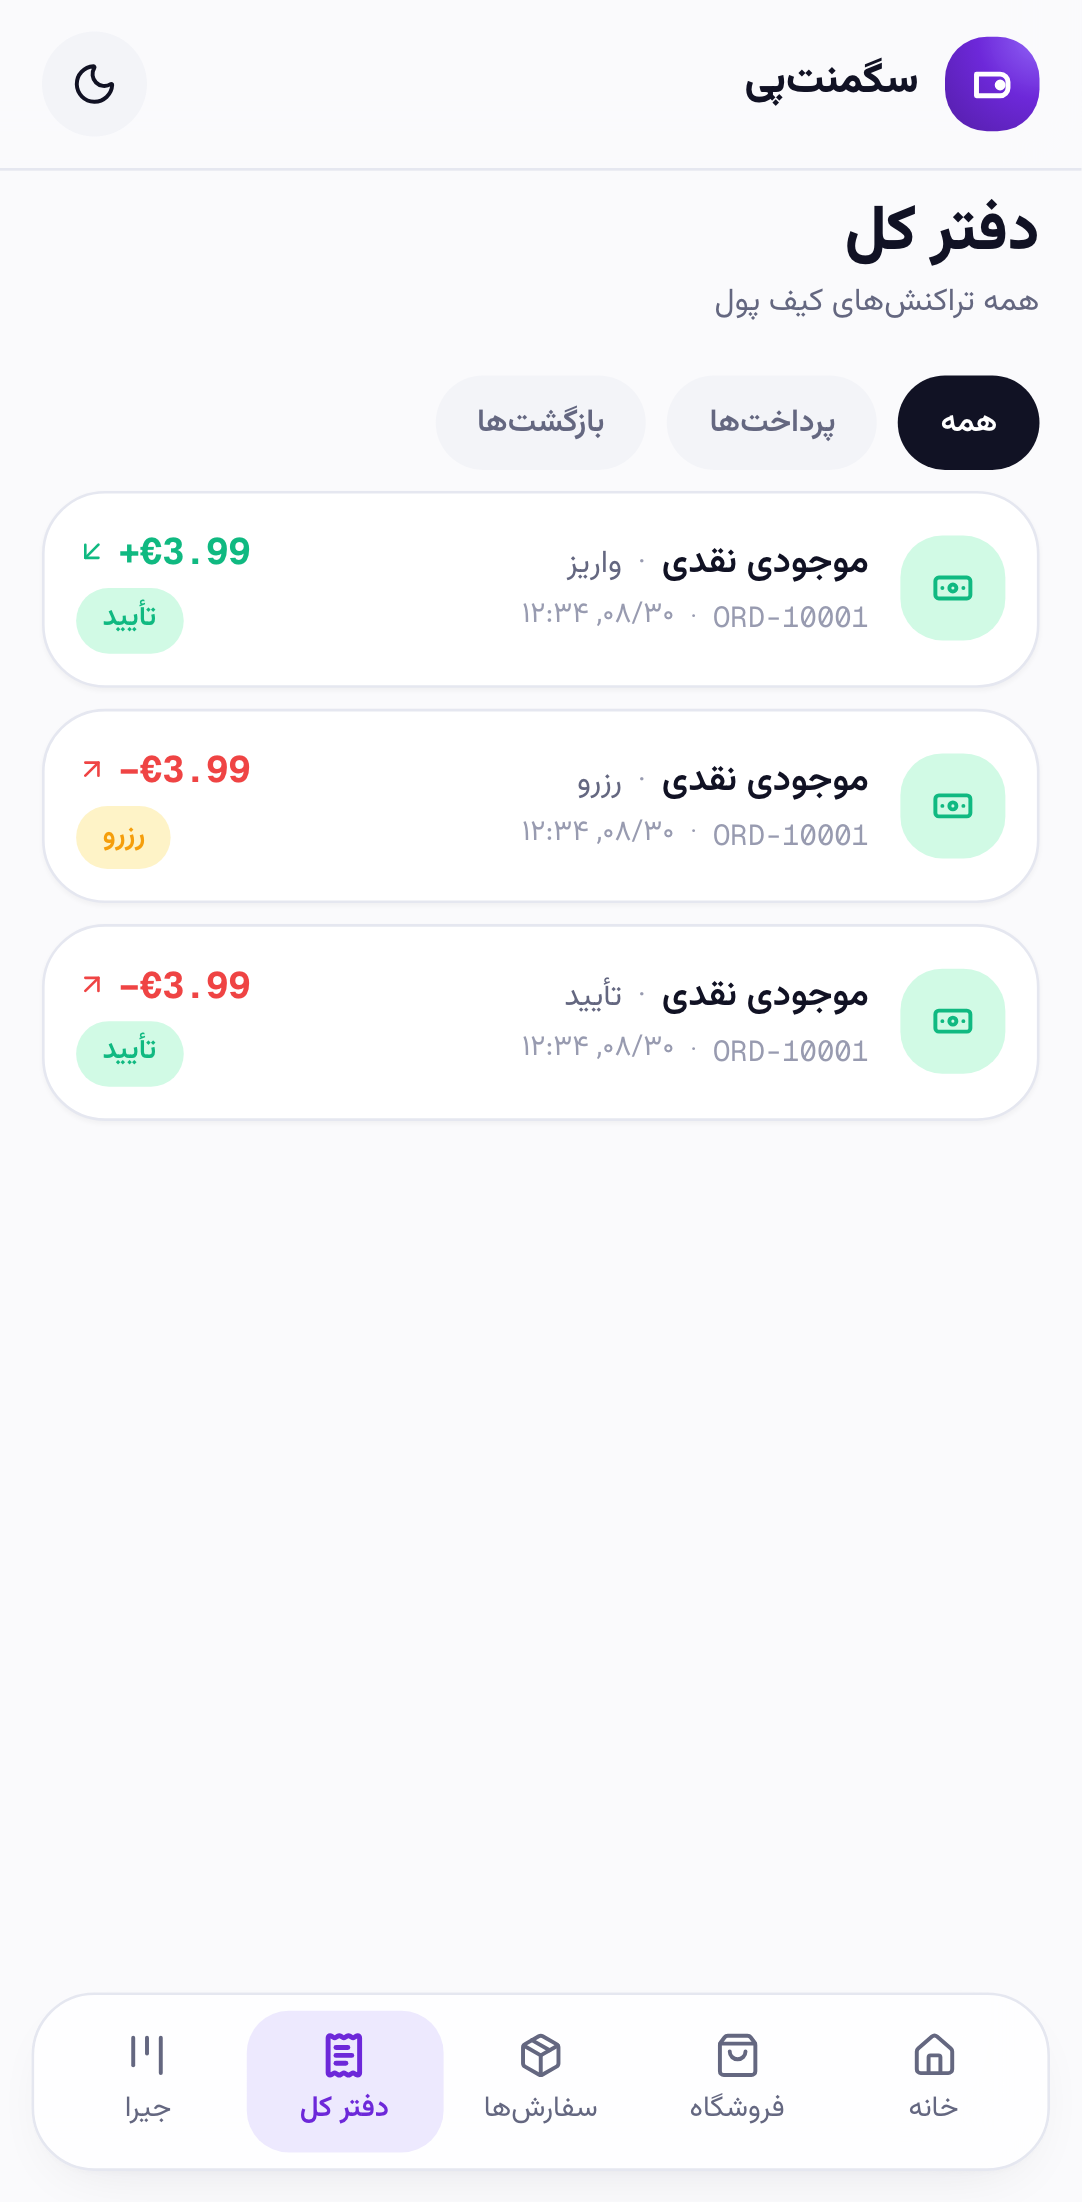 سگمنت‌پی
دفتر کل
همه تراکنش‌های کیف پول
همه
پرداخت‌ها
بازگشت‌ها
موجودی نقدی · واریز
+€3.99
ORD-10001 · ۰۸/۳۰, ۱۲:۳۴
تأیید
موجودی نقدی · رزرو
−€3.99
ORD-10001 · ۰۸/۳۰, ۱۲:۳۴
رزرو
موجودی نقدی · تأیید
−€3.99
ORD-10001 · ۰۸/۳۰, ۱۲:۳۴
تأیید
خانه
فروشگاه
سفارش‌ها
دفتر کل
جیرا